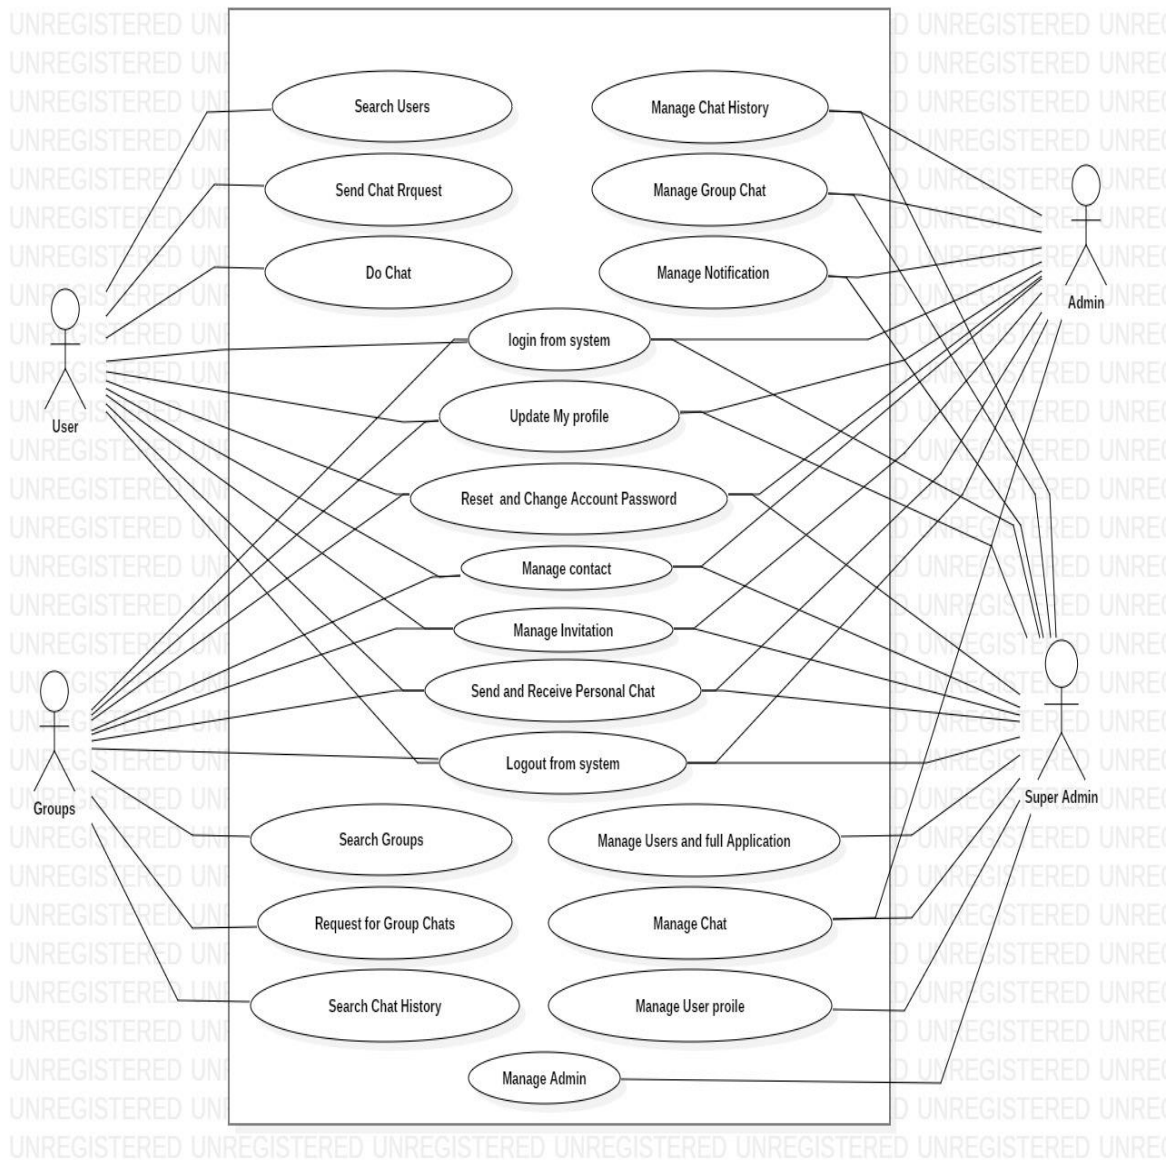 UNREGISTERED UNREGISTERED UNREGISTERED UNREGISTERED UNREGISTERED UNREGISTERED UNREG
Search Users
Manage Chat History
Send Chat Rrquest
Manage Group Chat
Do Chat
Manage Notification
Admin
login from system
Update My profile
User
Reset and Change Account Password
Manage contact
Manage Invitation
Send and Receive Personal Chat
Logout from system
Super Admin
Groups
Search Groups
Manage Users and full Application
Request for Group Chats
Manage Chat
Search Chat History
Manage User proile
Manage Admin